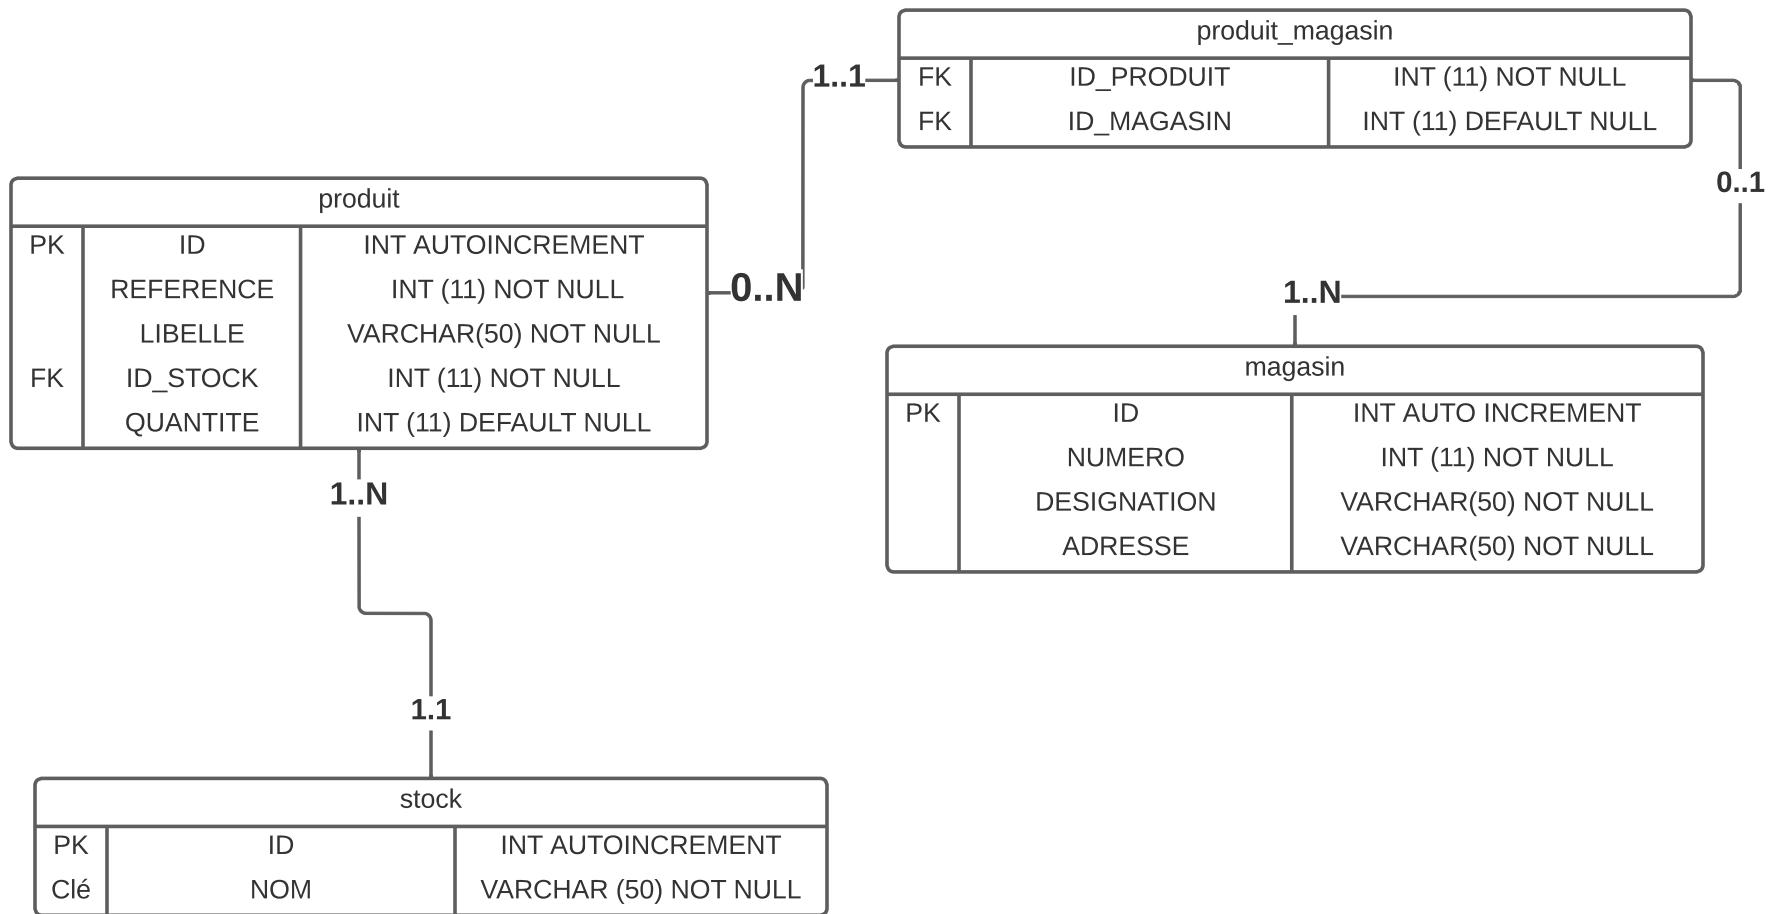 produit_magasin
FK ID_PRODUIT INT (11) NOT NULL
FK ID_MAGASIN INT (11) DEFAULT NULL
1..1
0..1
produit
PK ID INT AUTOINCREMENT
REFERENCE INT (11) NOT NULL
LIBELLE VARCHAR(50) NOT NULL
FK ID_STOCK INT (11) NOT NULL
QUANTITE INT (11) DEFAULT NULL
0..N
1..N
magasin
PK ID INT AUTO INCREMENT
NUMERO INT (11) NOT NULL
DESIGNATION VARCHAR(50) NOT NULL
ADRESSE VARCHAR(50) NOT NULL
1..N
1.1
stock
PK ID INT AUTOINCREMENT
Clé NOM VARCHAR (50) NOT NULL